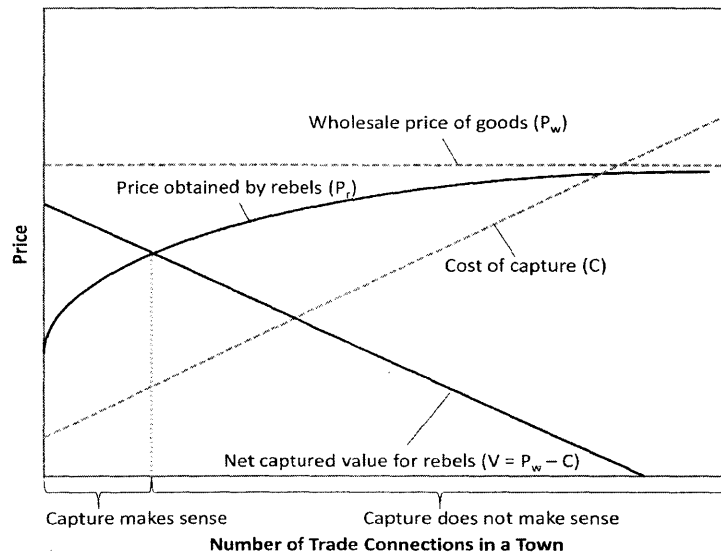 Wholesale price of goods (Pw)
Price obtained by rebels (Pr)
Price
Cost of capture (C)
Net captured value for rebels (V = Pw – C)
Capture makes sense
Capture does not make sense
Number of Trade Connections in a Town